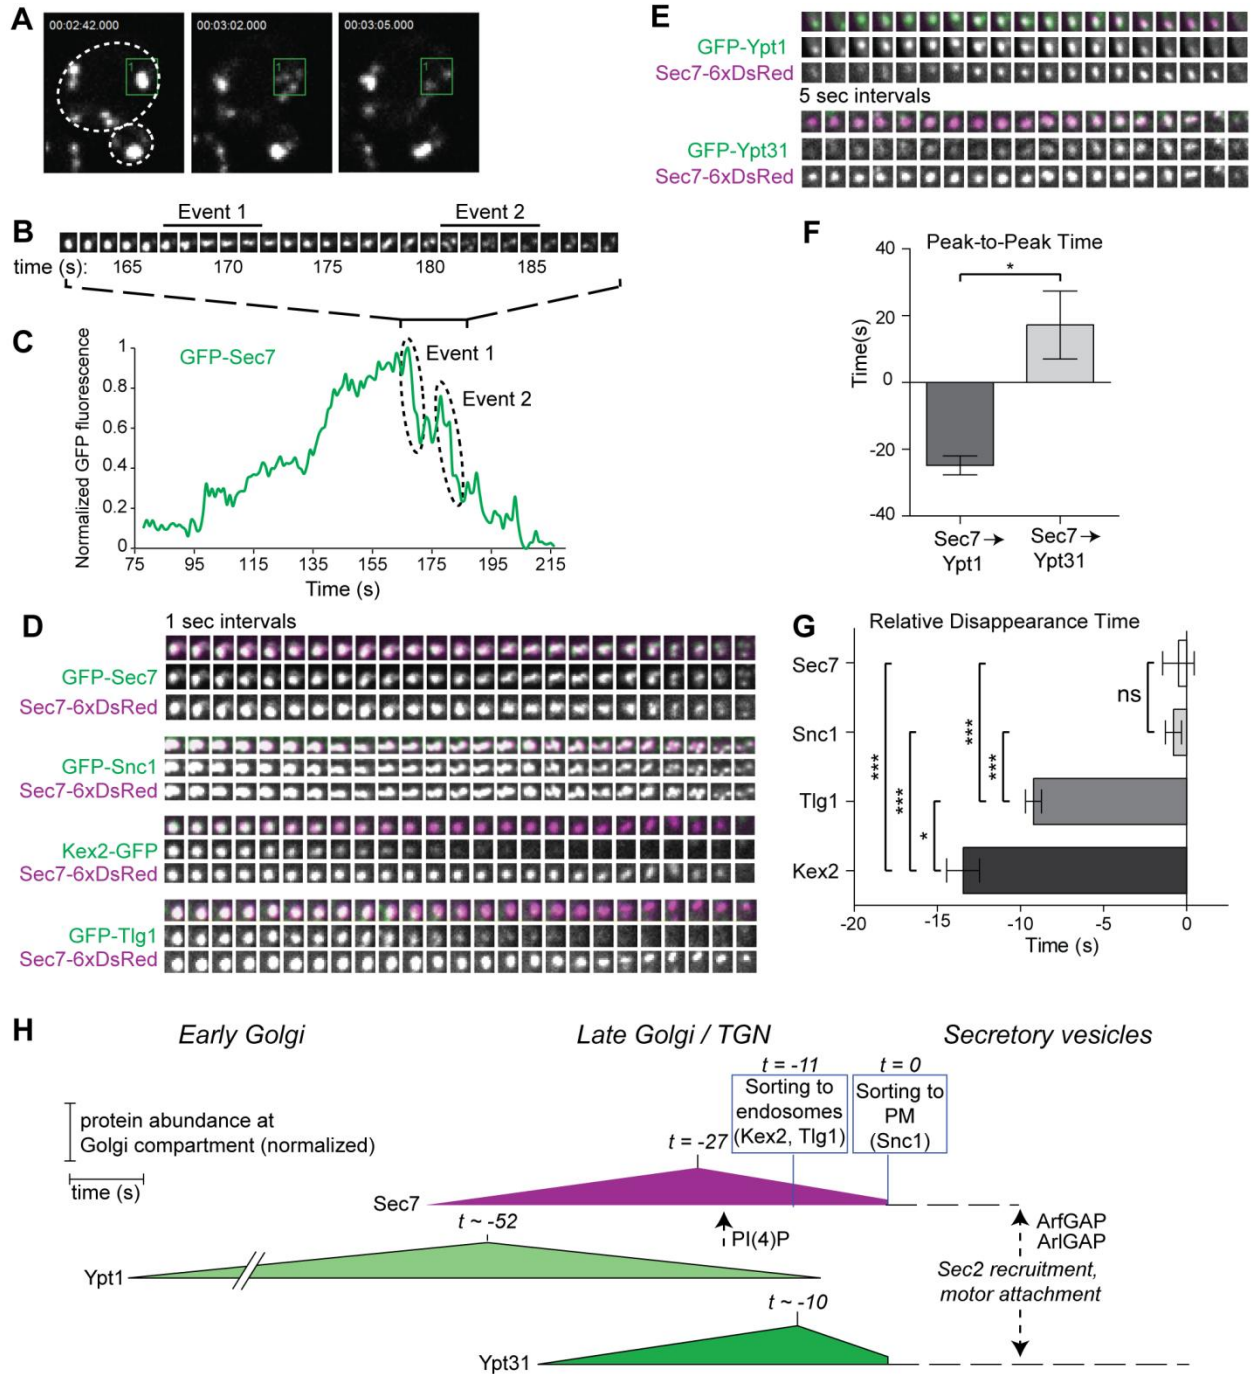 A
00:02:42.000
00:03:02.000
00:03:05.000
1
1
1
B
Event 1
Event 2
time (s):
165
170
175
180
185
C
GFP-Sec7
Event 1
Event 2
Normalized GFP fluorescence
1
0.8
0.6
0.4
0.2
0
75
95
115
135
155
175
195
215
Time (s)
D
1 sec intervals
GFP-Sec7
Sec7-6xDsRed
GFP-Snc1
Sec7-6xDsRed
Kex2-GFP
Sec7-6xDsRed
GFP-Tlg1
Sec7-6xDsRed
E
GFP-Ypt1
Sec7-6xDsRed
5 sec intervals
GFP-Ypt31
Sec7-6xDsRed
F
Peak-to-Peak Time
*
Time(s)
40
20
0
-20
-40
Sec7
Ypt1
Sec7
Ypt31
G
Relative Disappearance Time
Sec7
Snc1
Tlg1
Kex2
ns
***
***
***
***
*
-20
-15
-10
-5
0
Time (s)
H
Early Golgi
Late Golgi / TGN
Secretory vesicles
protein abundance at
Golgi compartment (normalized)
time (s)
t = -11
Sorting to
endosomes
(Kex2, Tlg1)
t = 0
Sorting to
PM
(Snc1)
t = -27
Sec7
t ~ -52
PI(4)P
Ypt1
ArfGAP
ArlGAP
Sec2 recruitment,
motor attachment
t ~ -10
Ypt31